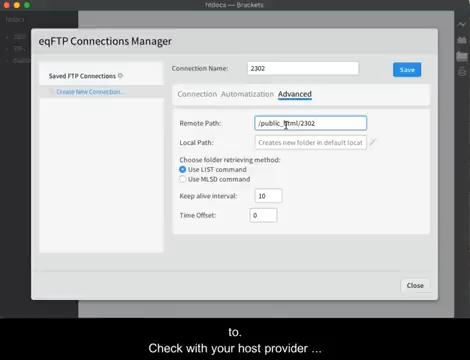 htdocs — Brackets
htdocs
eqFTP Connections Manager
Saved FTP Connections
Create New Connection...
Connection Name: 2302
Save
Connection Automatization Advanced
Remote Path: /public_html/2302
Local Path: Creates new folder in default locat
Choose folder retrieving method:
Use LIST command
Use MLSD command
Keep alive interval: 10
Time Offset: 0
Close
to.
Check with your host provider ...